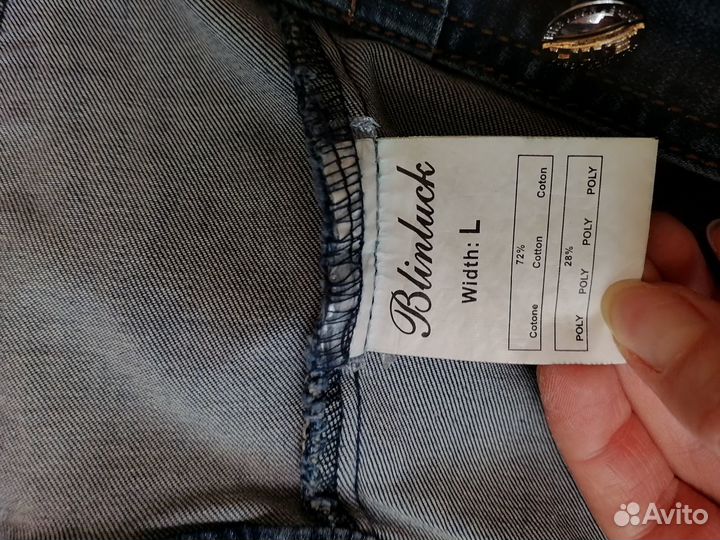 Blinluck
Width: L
72%
Cotone Cotton Coton
28%
POLY POLY POLY POLY
Avito